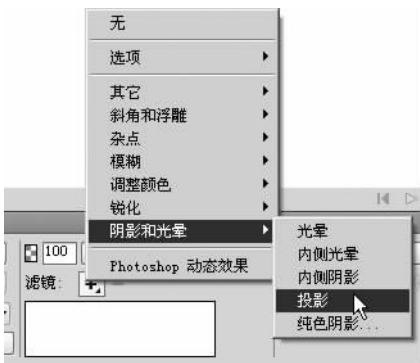 无
选项
其它
斜角和浮雕
杂点
模糊
调整颜色
锐化
阴影和光晕
Photoshop 动态效果
光晕
内侧光晕
内侧阴影
投影
纯色阴影...
100
滤镜: